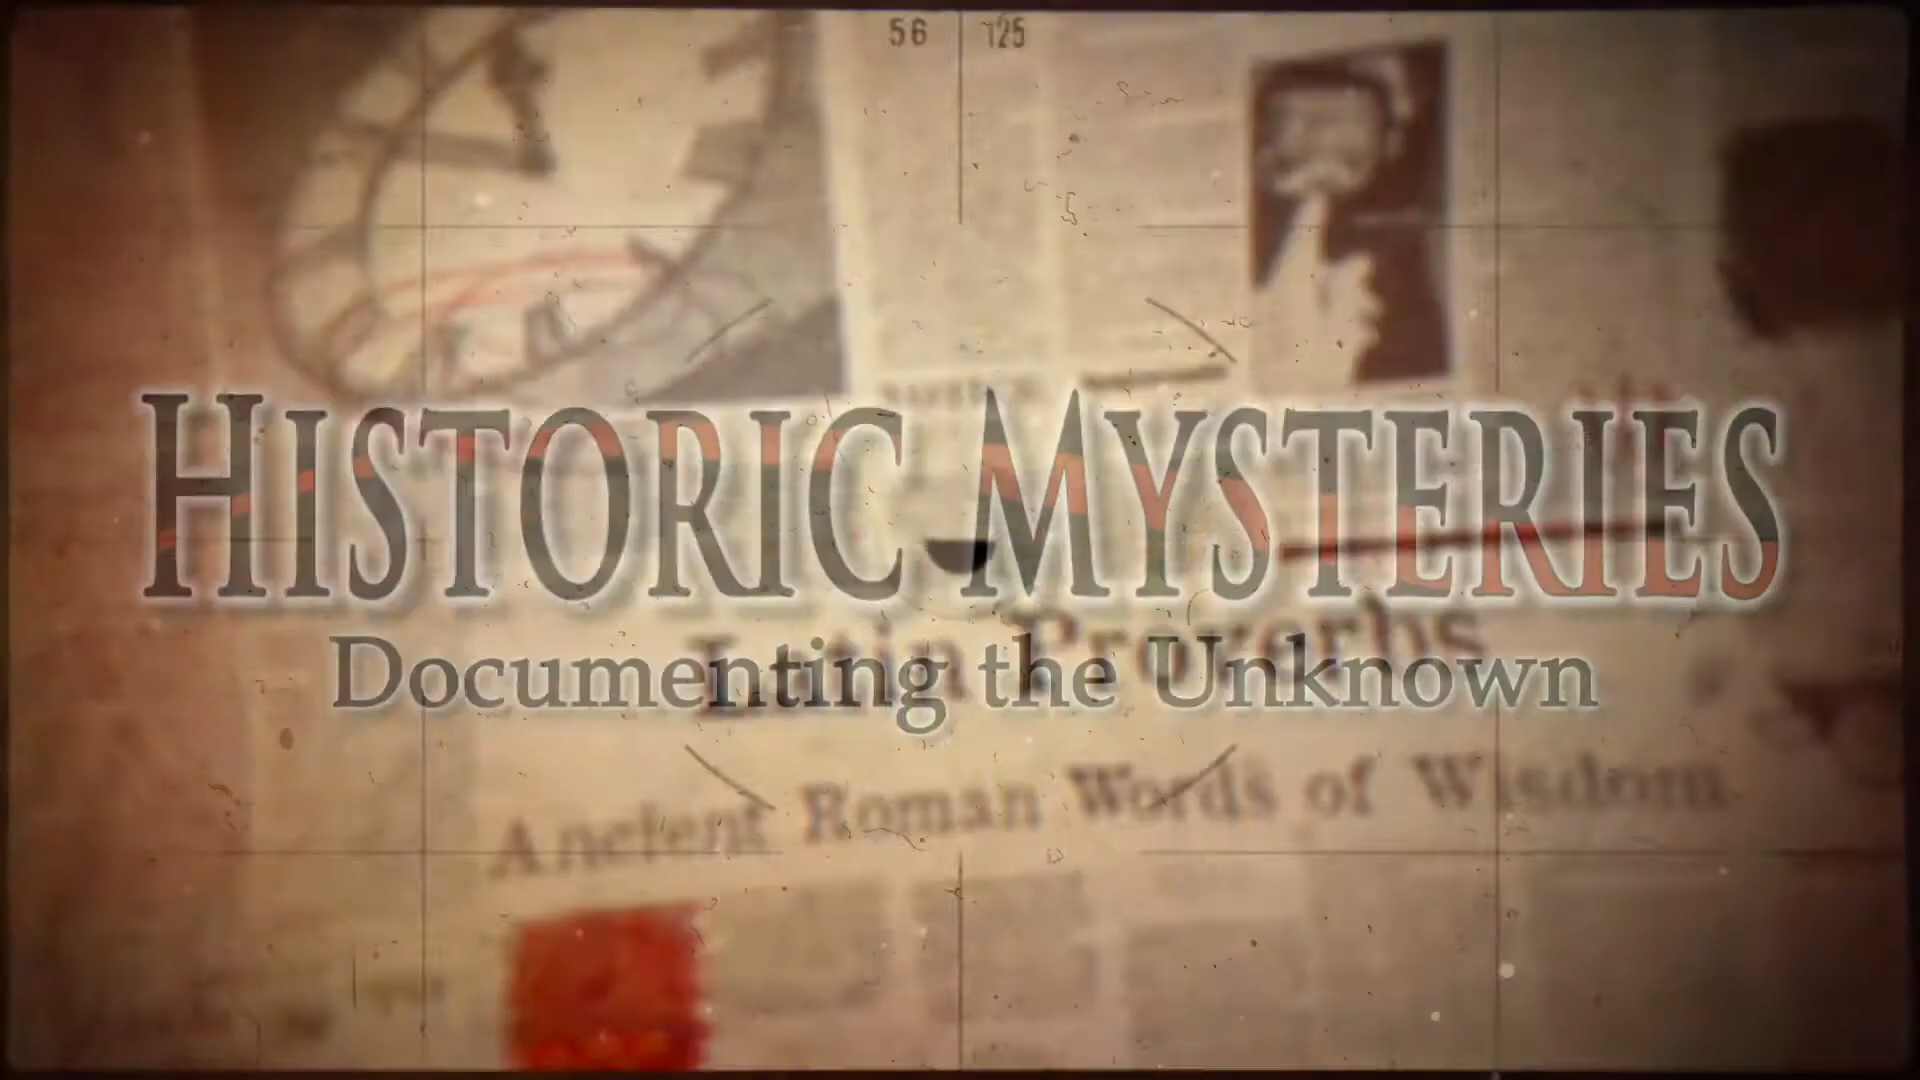 56 125
HISTORIC MYSTERIES
Latin Proverbs
Documenting the Unknown
Ancient Roman Words of Wisdom